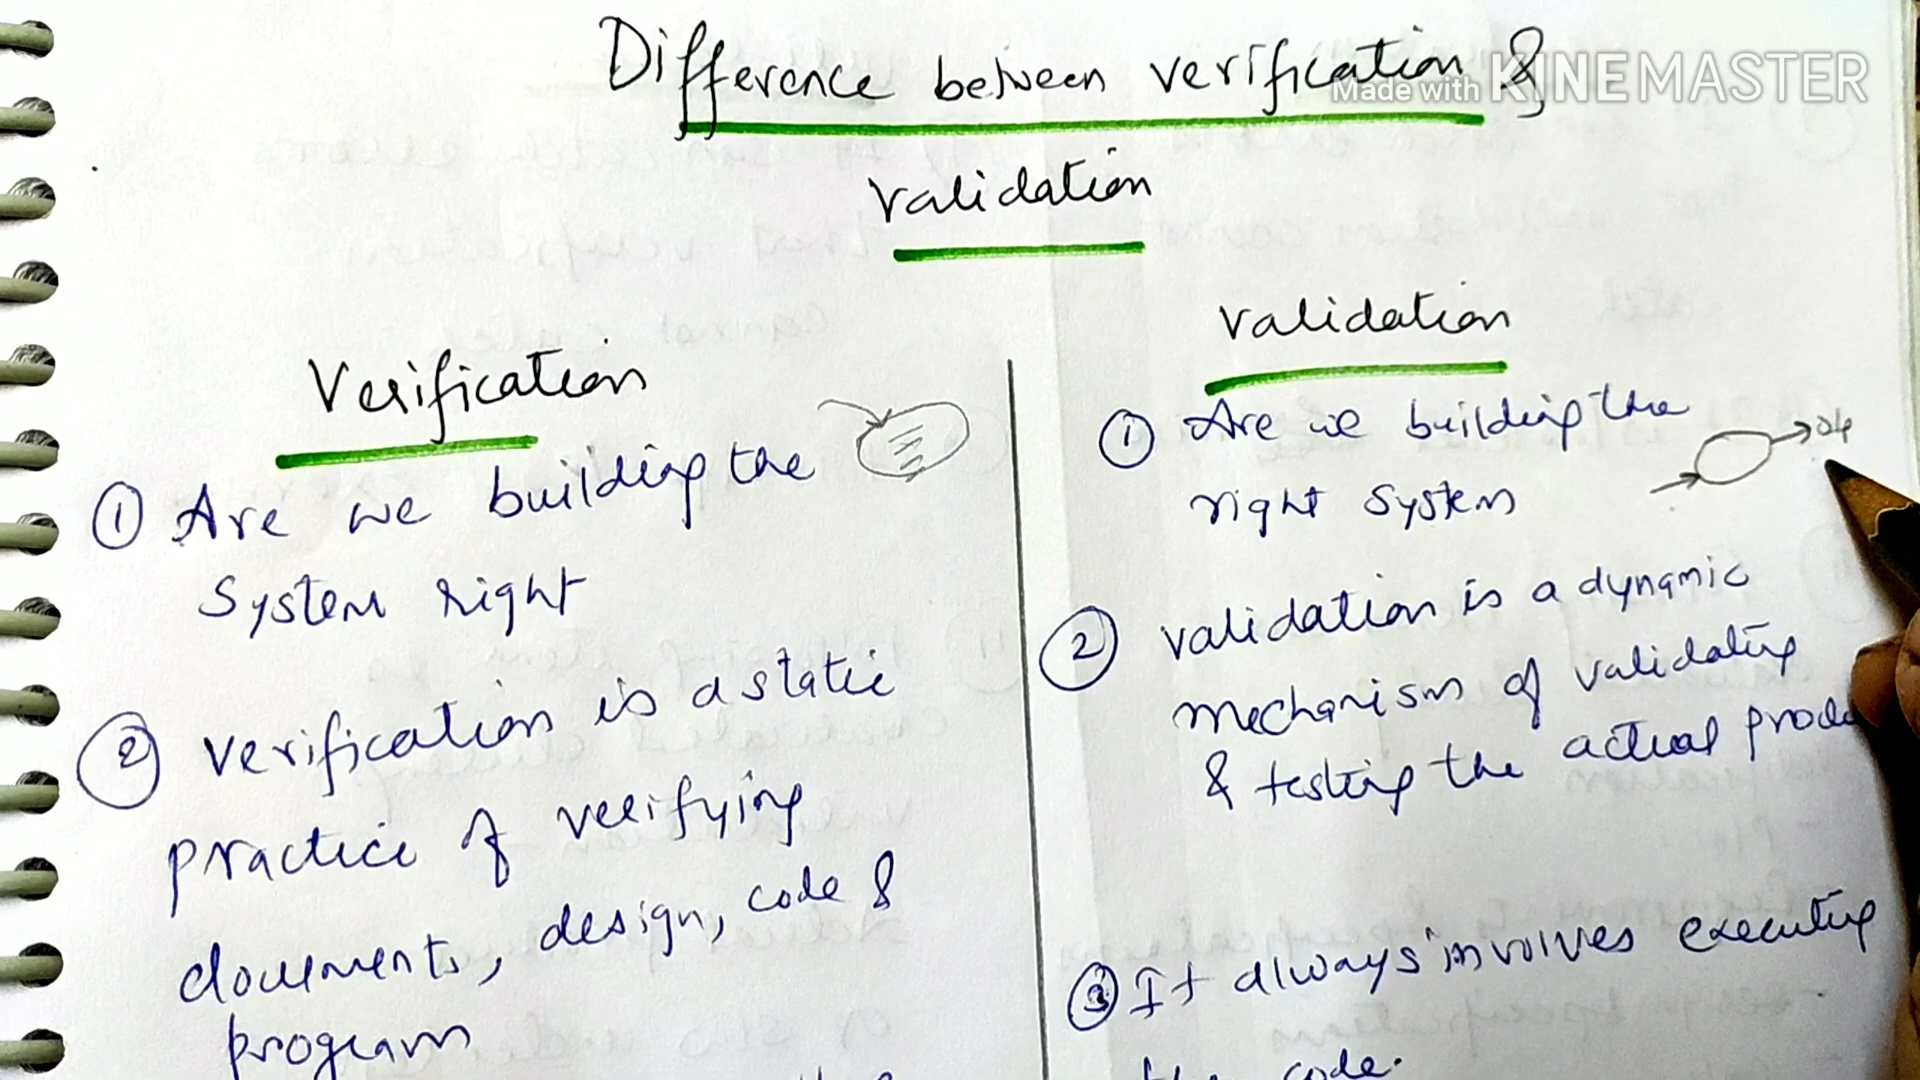 Difference between verification &
Made with KINEMASTER
validation
Verification
① Are we building the
System right
② Verification is a static
practice of verifying
documents, design, code &
program
validation
① Are we building the
right system
② validation is a dynamic
mechanism of validating
& testing the actual produ
③ It always involves executing
the code.